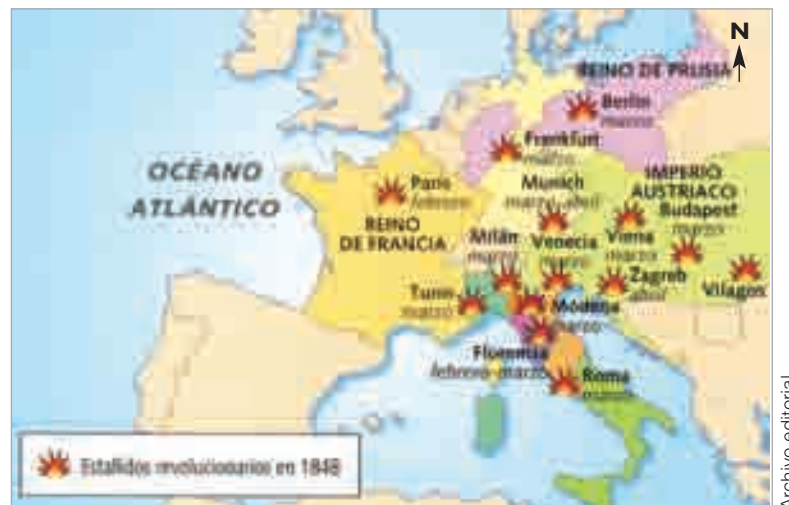 N
REINO DE PRUSIA
Berlín
marzo
Frankfurt
marzo
OCÉANO
ATLÁNTICO
París
febrero
REINO
DE FRANCIA
Munich
marzo-abril
IMPERIO
AUSTRIACO
Budapest
marzo
Milán
marzo
Venecia
marzo
Viena
marzo
Zagreb
abril
Vilagos
Turín
marzo
Módena
marzo
Florencia
febrero-marzo
Roma
Estallidos revolucionarios en 1848
Archivo editorial